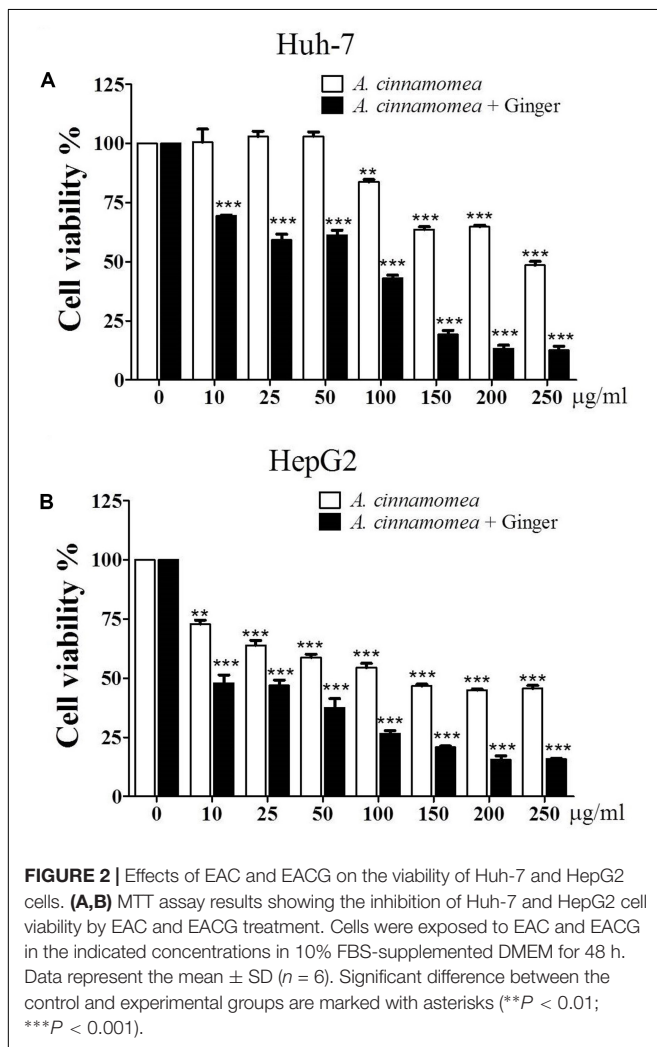 Huh-7
A
125
100
75
50
25
0
Cell viability %
A. cinnamomea
A. cinnamomea + Ginger
***
***
***
**
***
***
***
***
***
***
***
0 10 25 50 100 150 200 250 µg/ml
HepG2
B
125
100
75
50
25
0
Cell viability %
A. cinnamomea
A. cinnamomea + Ginger
**
***
***
***
***
***
***
***
***
***
***
***
***
***
0 10 25 50 100 150 200 250 µg/ml
FIGURE 2 | Effects of EAC and EACG on the viability of Huh-7 and HepG2
cells. (A,B) MTT assay results showing the inhibition of Huh-7 and HepG2 cell
viability by EAC and EACG treatment. Cells were exposed to EAC and EACG
in the indicated concentrations in 10% FBS-supplemented DMEM for 48 h.
Data represent the mean ± SD (n = 6). Significant difference between the
control and experimental groups are marked with asterisks (**P < 0.01;
***P < 0.001).